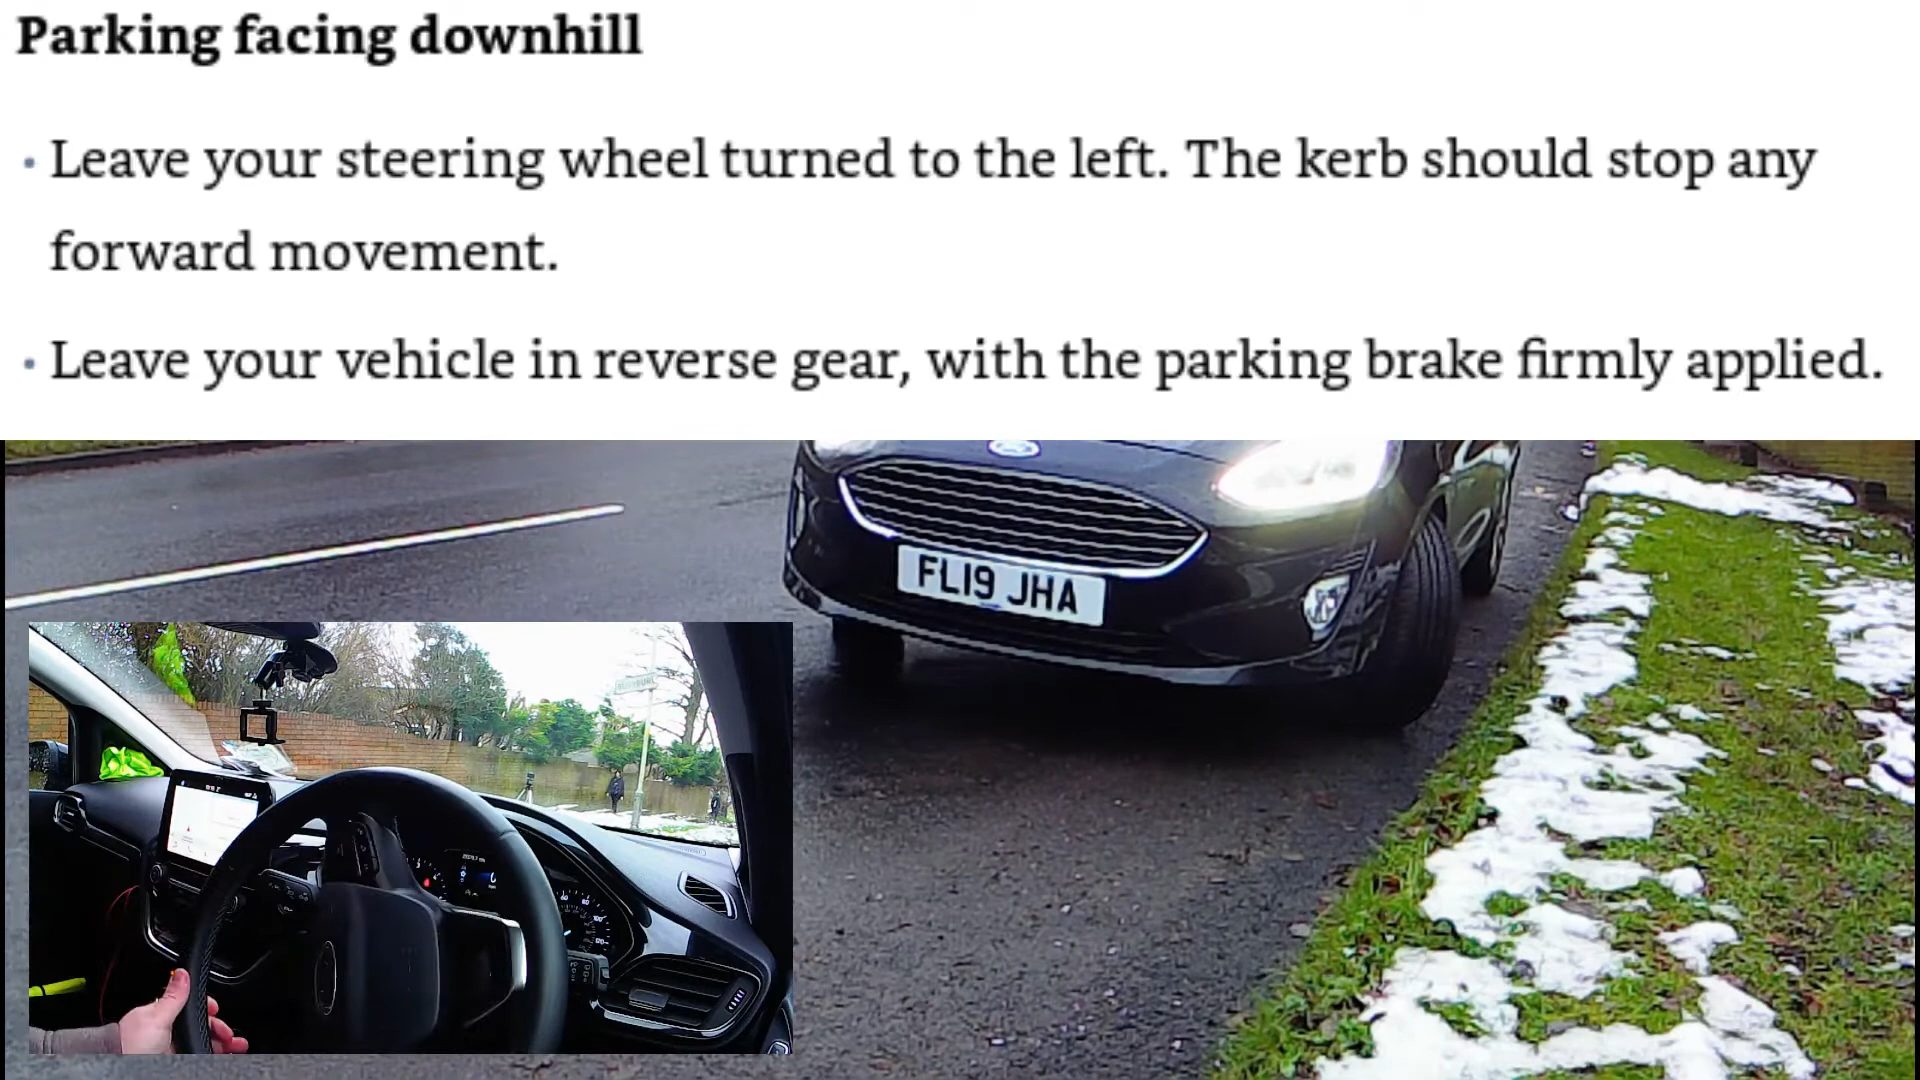 Parking facing downhill
• Leave your steering wheel turned to the left. The kerb should stop any
forward movement.
• Leave your vehicle in reverse gear, with the parking brake firmly applied.
FL19 JHA